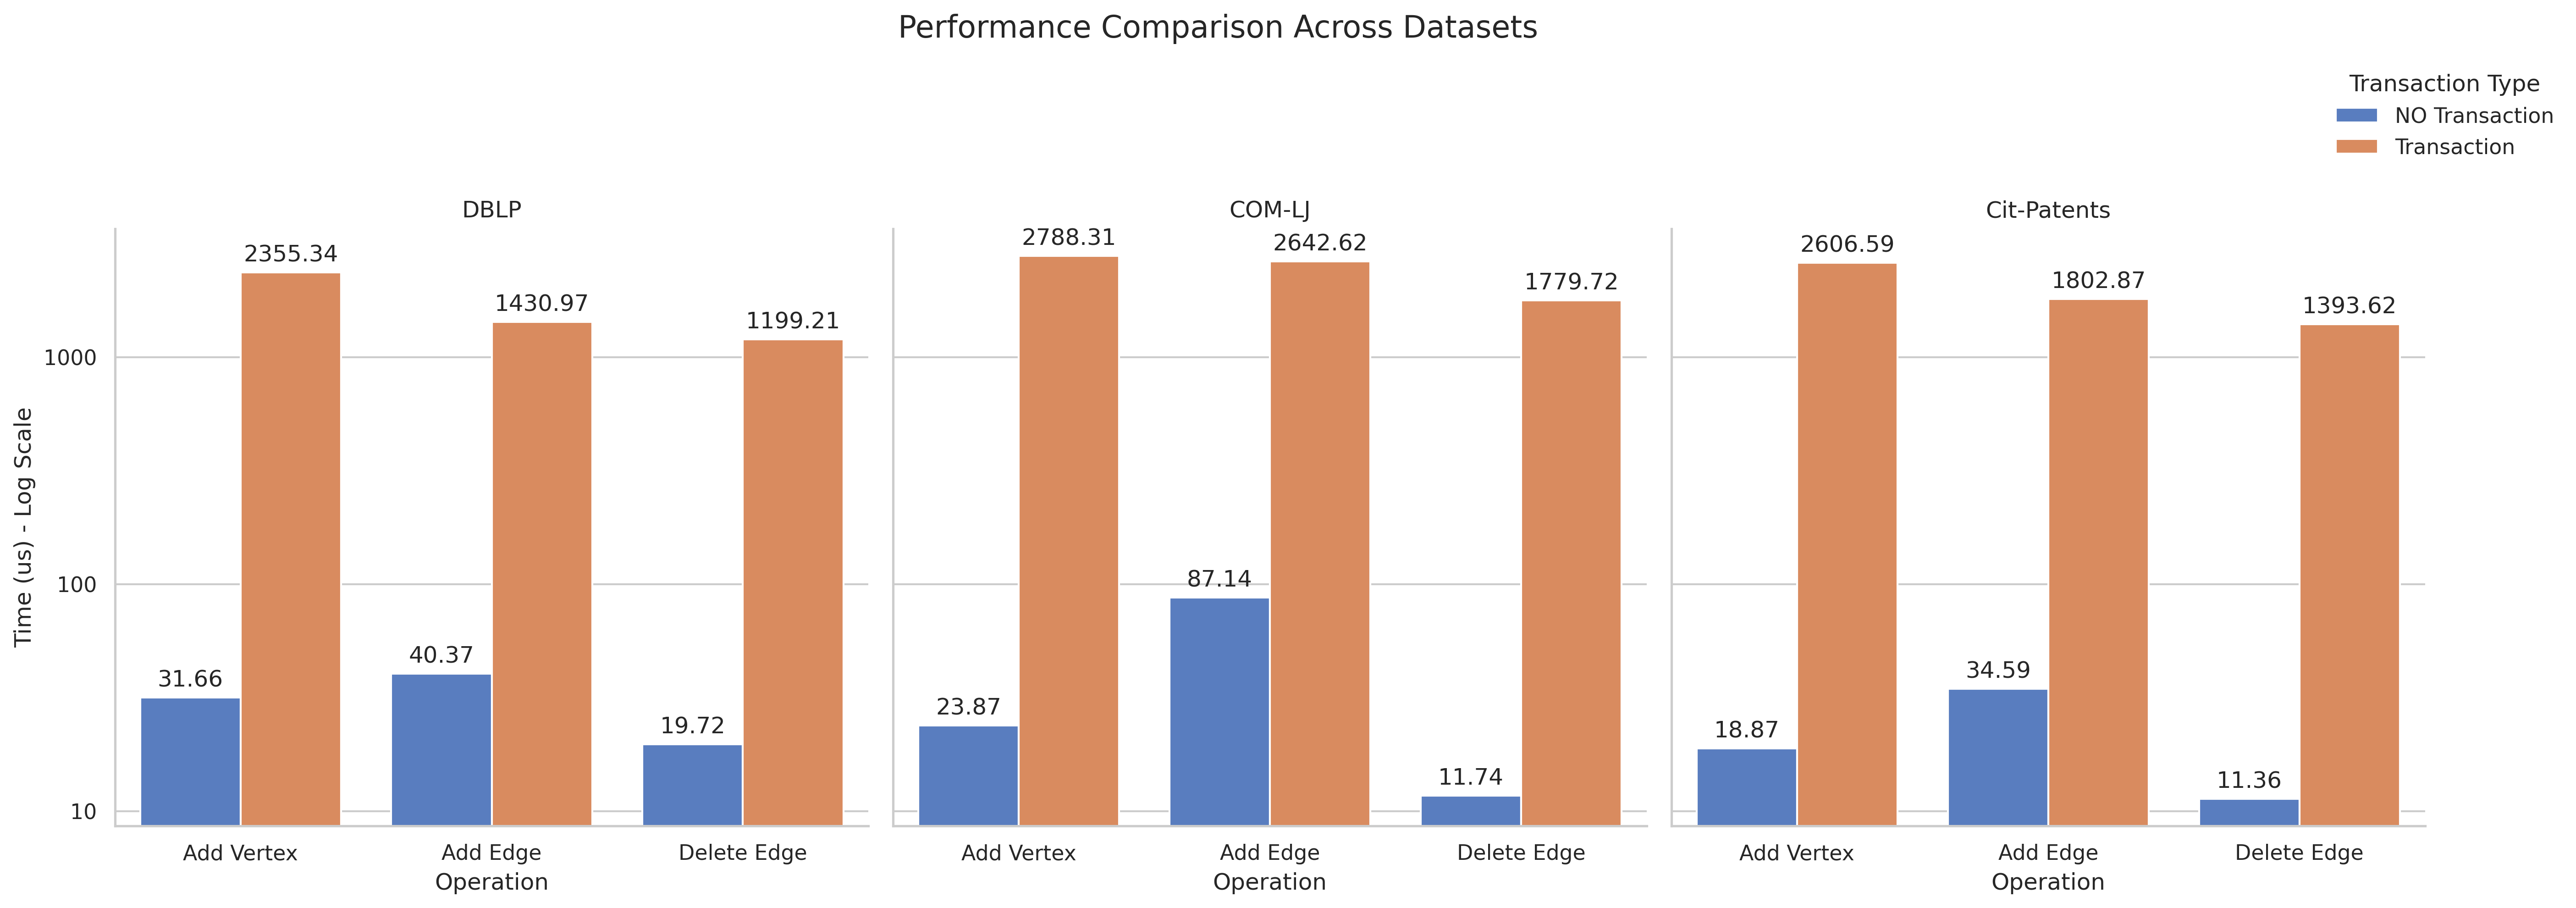 Performance Comparison Across Datasets
Transaction Type
NO Transaction
Transaction
Time (us) - Log Scale
1000
100
10
DBLP
2355.34
1430.97
1199.21
31.66
40.37
19.72
Add Vertex
Add Edge
Delete Edge
Operation
COM-LJ
2788.31
2642.62
1779.72
23.87
87.14
11.74
Add Vertex
Add Edge
Delete Edge
Operation
Cit-Patents
2606.59
1802.87
1393.62
18.87
34.59
11.36
Add Vertex
Add Edge
Delete Edge
Operation